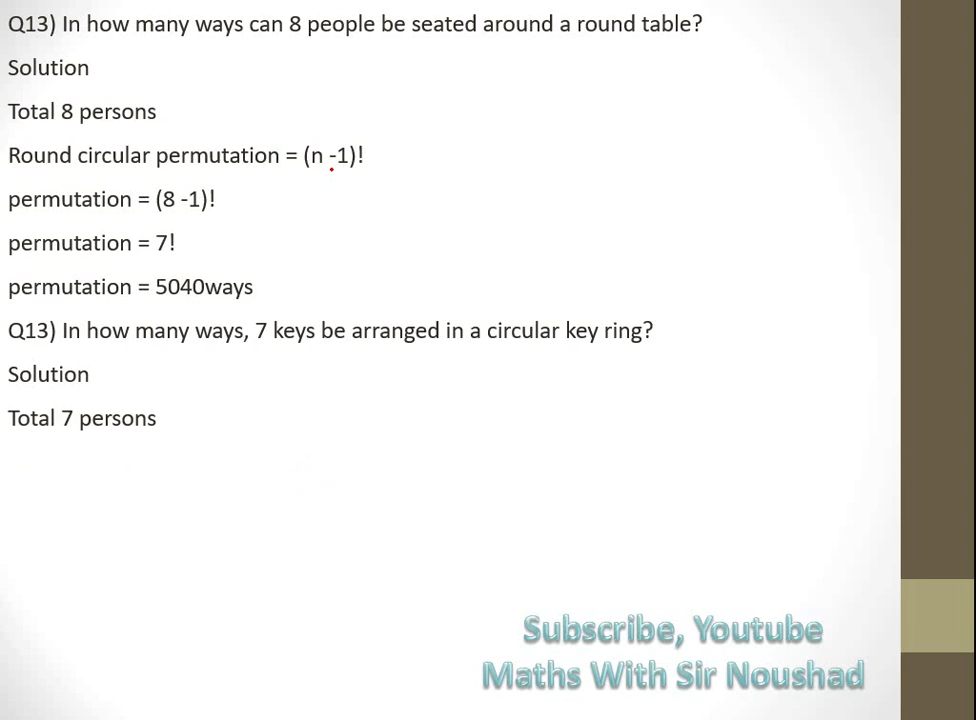 Q13) In how many ways can 8 people be seated around a round table?
Solution
Total 8 persons
Round circular permutation = (n -1)!
permutation = (8 -1)!
permutation = 7!
permutation = 5040ways
Q13) In how many ways, 7 keys be arranged in a circular key ring?
Solution
Total 7 persons
Subscribe, Youtube
Maths With Sir Noushad